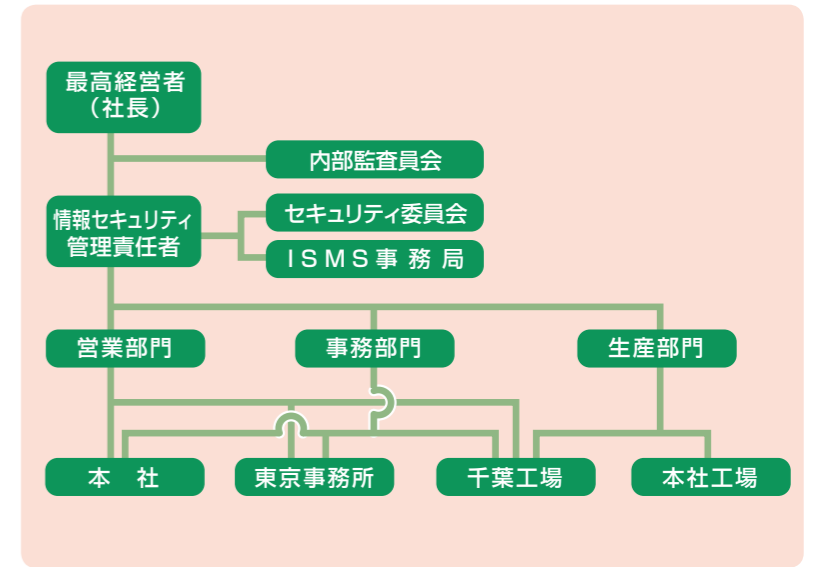 最高経営者
（社長）
内部監査員会
情報セキュリティ
管理責任者
セキュリティ委員会
ISMS事務局
営業部門
事務部門
生産部門
本社
東京事務所
千葉工場
本社工場